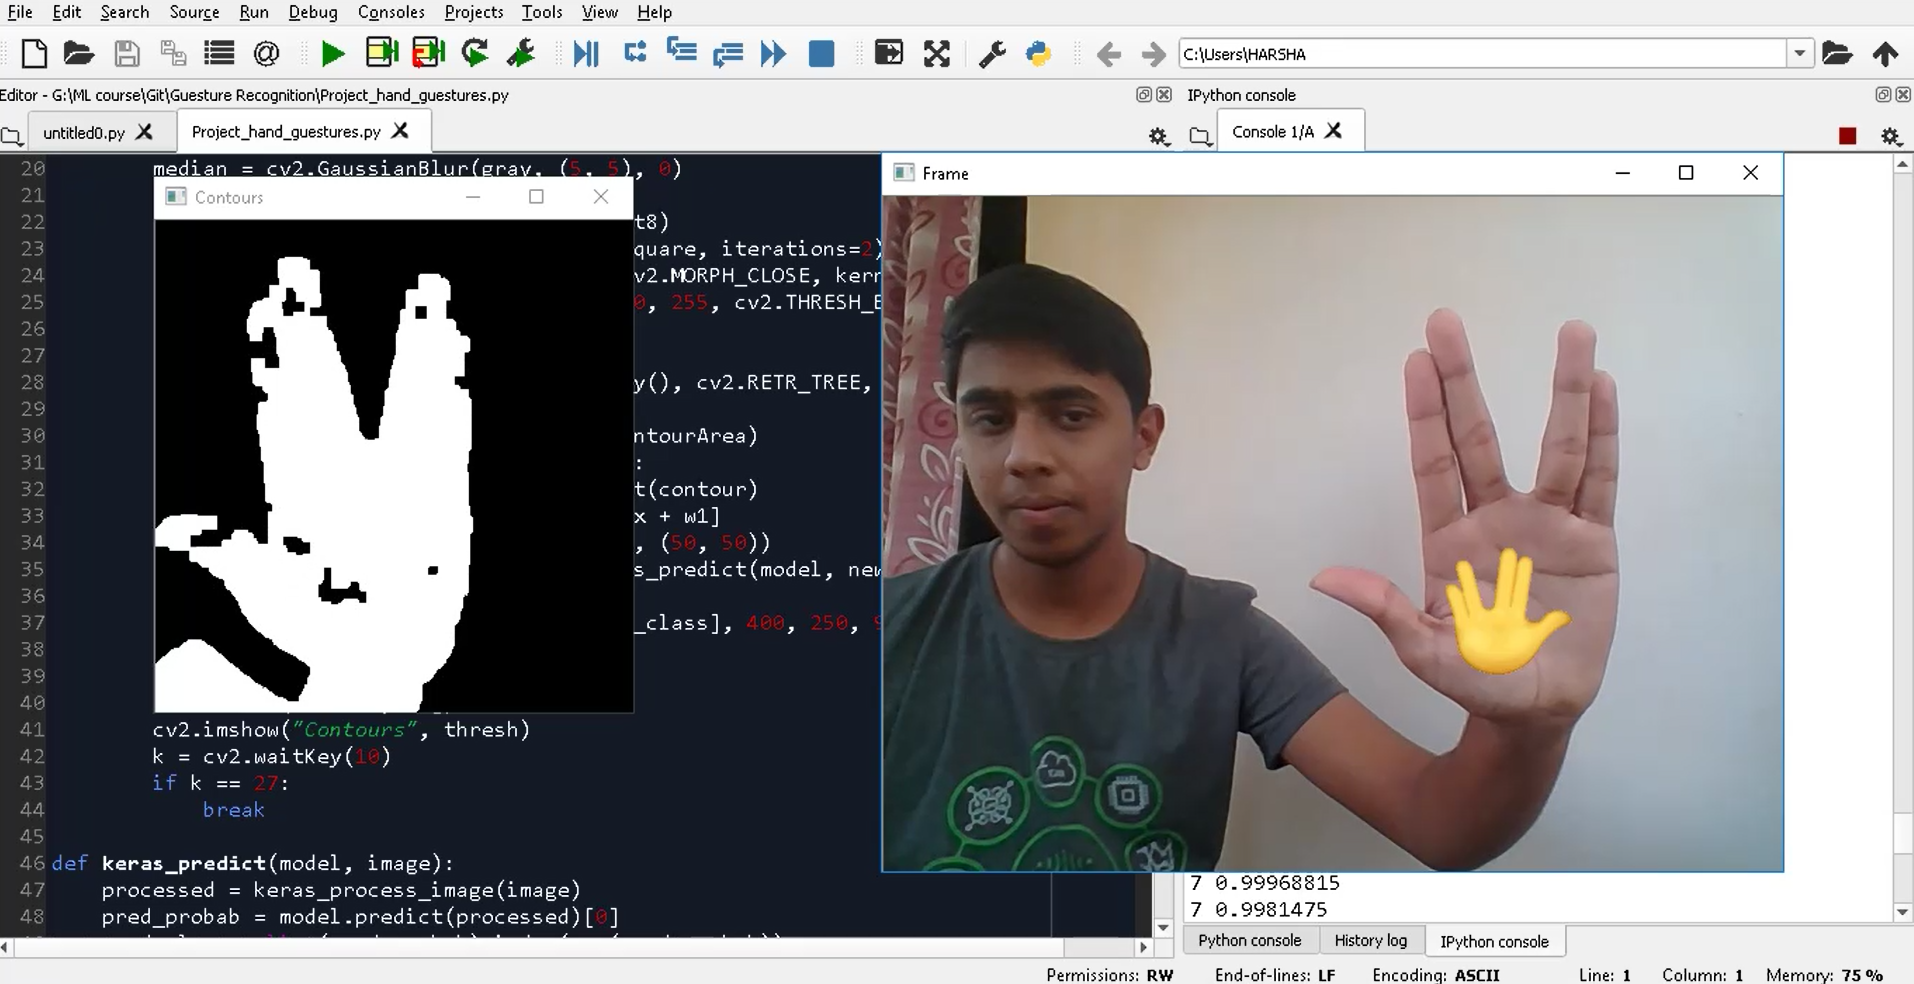 File Edit Search Source Run Debug Consoles Projects Tools View Help
C:\Users\HARSHA
Editor - G:\ML course\Git\Guesture Recognition\Project_hand_guestures.py
IPython console
untitled0.py
Project_hand_guestures.py
Console 1/A
20 median = cv2.GaussianBlur(gray, (5, 5), 0)
21
22 t8)
23 quare, iterations=2)
24 v2.MORPH_CLOSE, kern
25 0, 255, cv2.THRESH_B
26
27
28 y(), cv2.RETR_TREE,
29
30 ntourArea)
31 :
32 t(contour)
33 x + w1]
34 , (50, 50))
35 s_predict(model, new
36
37 _class], 400, 250, 9
38
39
40
41 cv2.imshow("Contours", thresh)
42 k = cv2.waitKey(10)
43 if k == 27:
44 break
45
46 def keras_predict(model, image):
47 processed = keras_process_image(image)
48 pred_probab = model.predict(processed)[0]
Contours
Frame
7 0.99968815
7 0.9981475
Python console History log IPython console
Permissions: RW End-of-lines: LF Encoding: ASCII Line: 1 Column: 1 Memory: 75 %